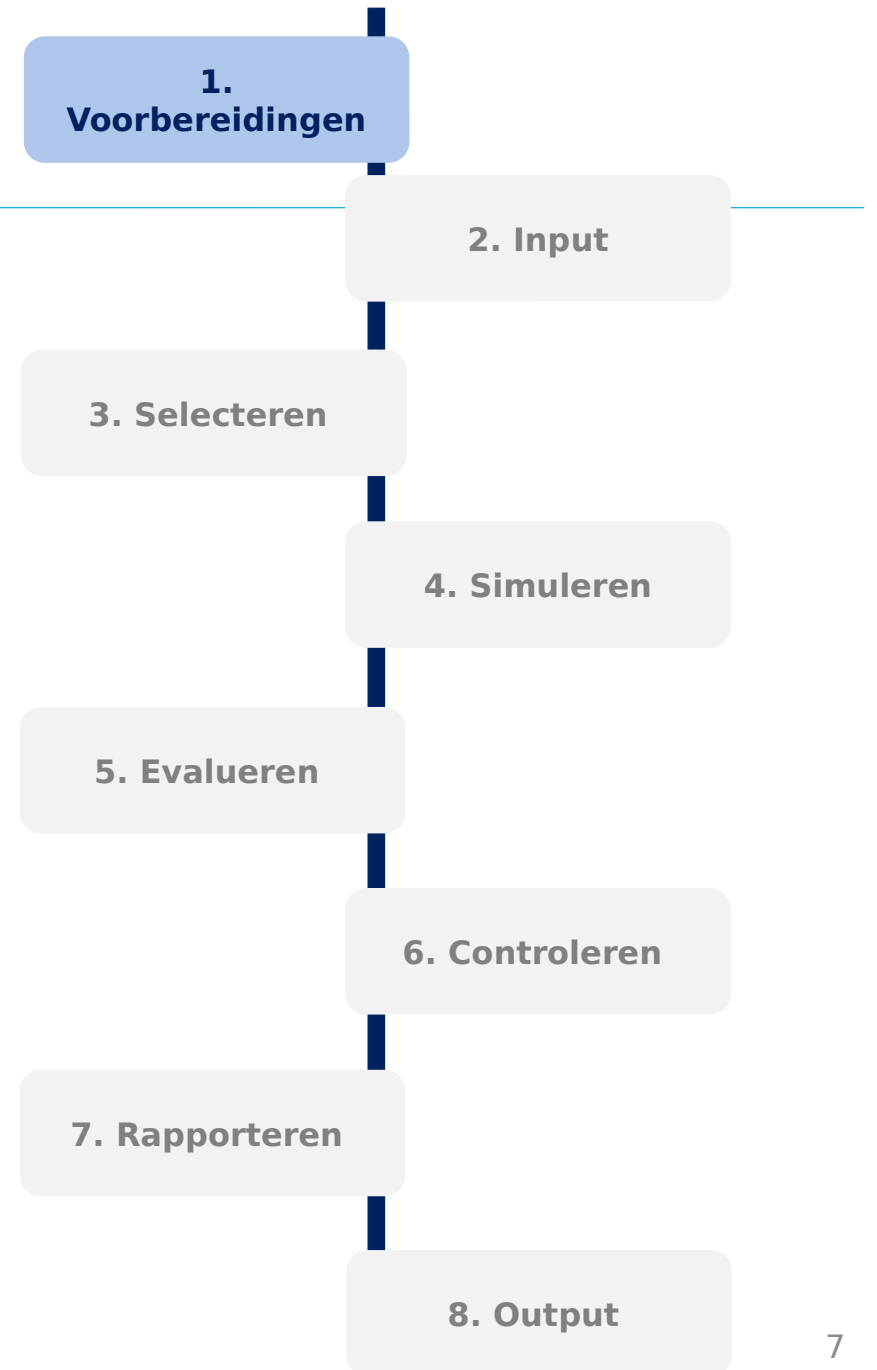 1.
Voorbereidingen
2. Input
3. Selecteren
4. Simuleren
5. Evalueren
6. Controleren
7. Rapporteren
8. Output
7